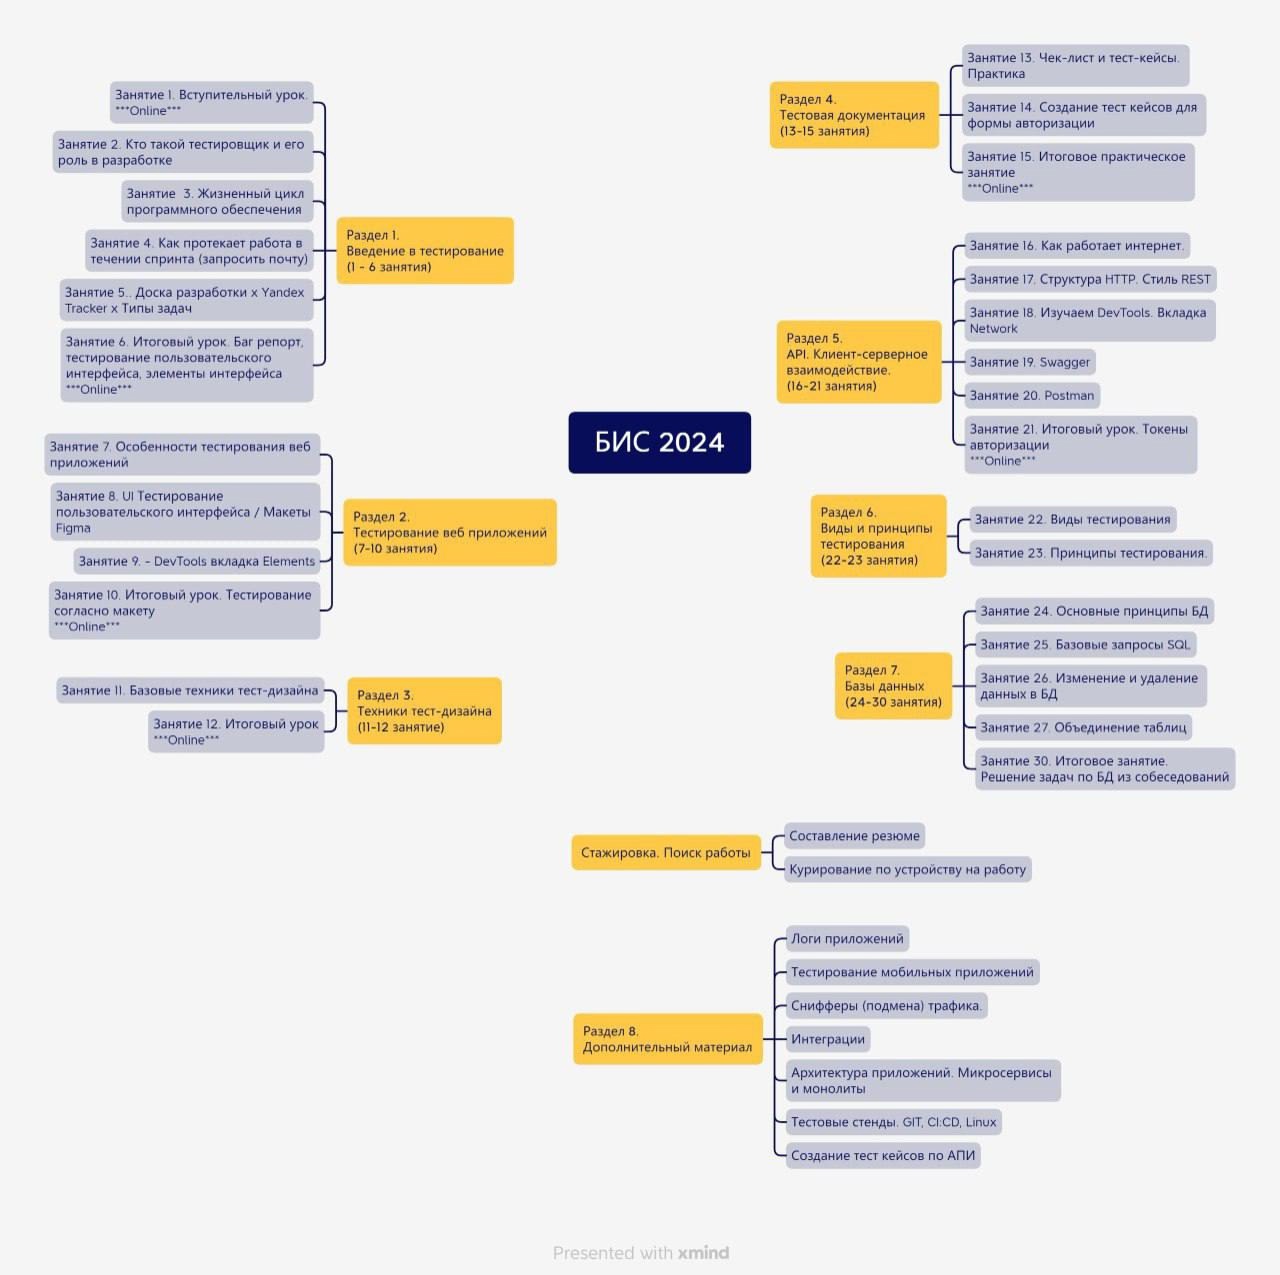 Занятие 1. Вступительный урок.
***Online***
Занятие 2. Кто такой тестировщик и его
роль в разработке
Занятие  3. Жизненный цикл
программного обеспечения
Занятие 4. Как протекает работа в
течении спринта (запросить почту)
Занятие 5.. Доска разработки x Yandex
Tracker x Типы задач
Занятие 6. Итоговый урок. Баг репорт,
тестирование пользовательского
интерфейса, элементы интерфейса
***Online***
Раздел 1.
Введение в тестирование
(1 - 6 занятия)
Занятие 7. Особенности тестирования веб
приложений
Занятие 8. UI Тестирование
пользовательского интерфейса / Макеты
Figma
Занятие 9. - DevTools вкладка Elements
Занятие 10. Итоговый урок. Тестирование
согласно макету
***Online***
Раздел 2.
Тестирование веб приложений
(7-10 занятия)
Занятие 11. Базовые техники тест-дизайна
Занятие 12. Итоговый урок
***Online***
Раздел 3.
Техники тест-дизайна
(11-12 занятие)
БИС 2024
Раздел 4.
Тестовая документация
(13-15 занятия)
Занятие 13. Чек-лист и тест-кейсы.
Практика
Занятие 14. Создание тест кейсов для
формы авторизации
Занятие 15. Итоговое практическое
занятие
***Online***
Раздел 5.
API. Клиент-серверное
взаимодействие.
(16-21 занятия)
Занятие 16. Как работает интернет.
Занятие 17. Структура HTTP. Стиль REST
Занятие 18. Изучаем DevTools. Вкладка
Network
Занятие 19. Swagger
Занятие 20. Postman
Занятие 21. Итоговый урок. Токены
авторизации
***Online***
Раздел 6.
Виды и принципы
тестирования
(22-23 занятия)
Занятие 22. Виды тестирования
Занятие 23. Принципы тестирования.
Раздел 7.
Базы данных
(24-30 занятия)
Занятие 24. Основные принципы БД
Занятие 25. Базовые запросы SQL
Занятие 26. Изменение и удаление
данных в БД
Занятие 27. Объединение таблиц
Занятие 30. Итоговое занятие.
Решение задач по БД из собеседований
Стажировка. Поиск работы
Составление резюме
Курирование по устройству на работу
Раздел 8.
Дополнительный материал
Логи приложений
Тестирование мобильных приложений
Снифферы (подмена) трафика.
Интеграции
Архитектура приложений. Микросервисы
и монолиты
Тестовые стенды. GIT, CI:CD, Linux
Создание тест кейсов по АПИ
Presented with xmind